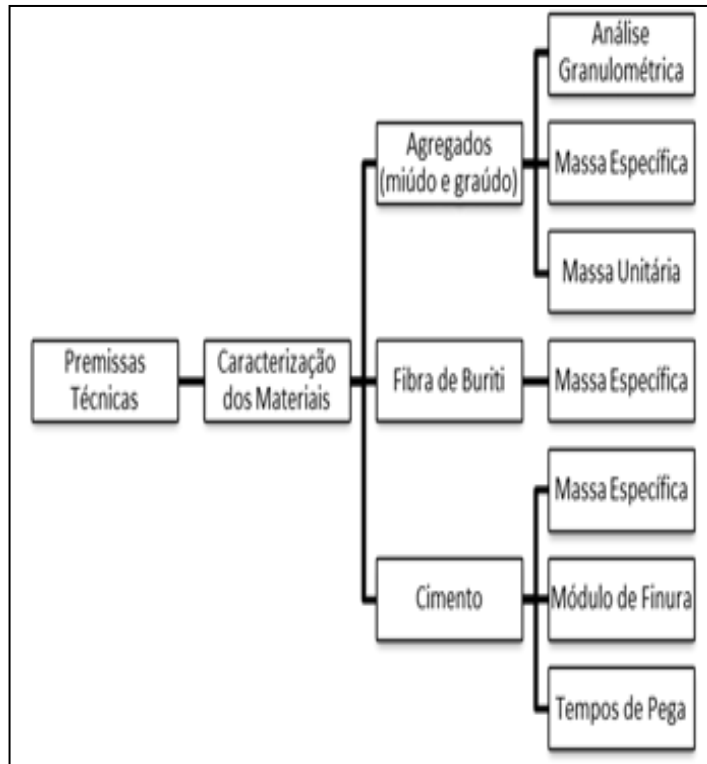 Premissas
Técnicas
Caracterização
dos Materiais
Agregados
(miúdo e graúdo)
Análise
Granulométrica
Massa Específica
Massa Unitária
Fibra de Buriti
Massa Específica
Cimento
Massa Específica
Módulo de Finura
Tempos de Pega